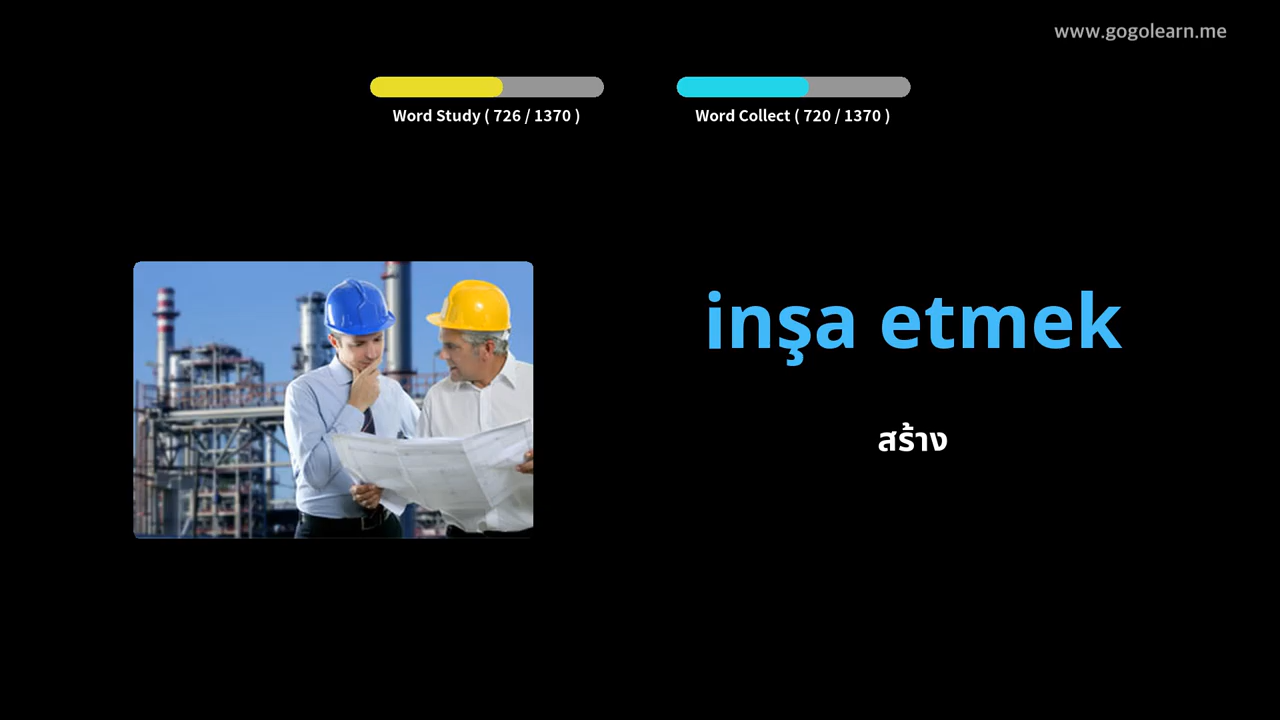 www.gogolearn.me
Word Study ( 726 / 1370 )
Word Collect ( 720 / 1370 )
inşa etmek
สร้าง